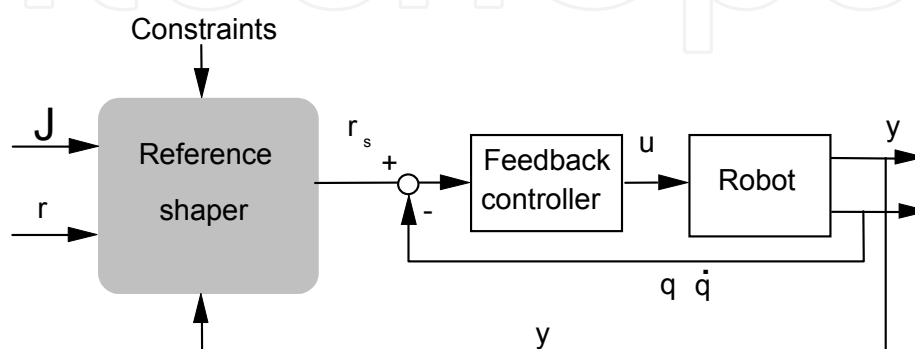 Constraints
J
r
Reference
shaper
r s
+
-
Feedback
controller
u
Robot
y
q q̇
y